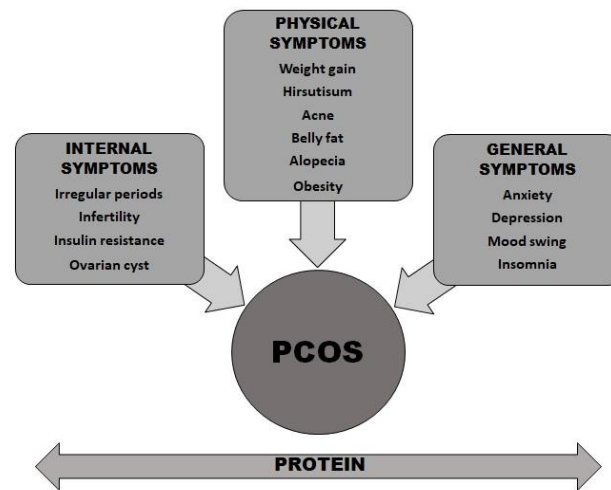 PHYSICAL
SYMPTOMS
Weight gain
Hirsutisum
Acne
Belly fat
Alopecia
Obesity
INTERNAL
SYMPTOMS
Irregular periods
Infertility
Insulin resistance
Ovarian cyst
GENERAL
SYMPTOMS
Anxiety
Depression
Mood swing
Insomnia
PCOS
PROTEIN